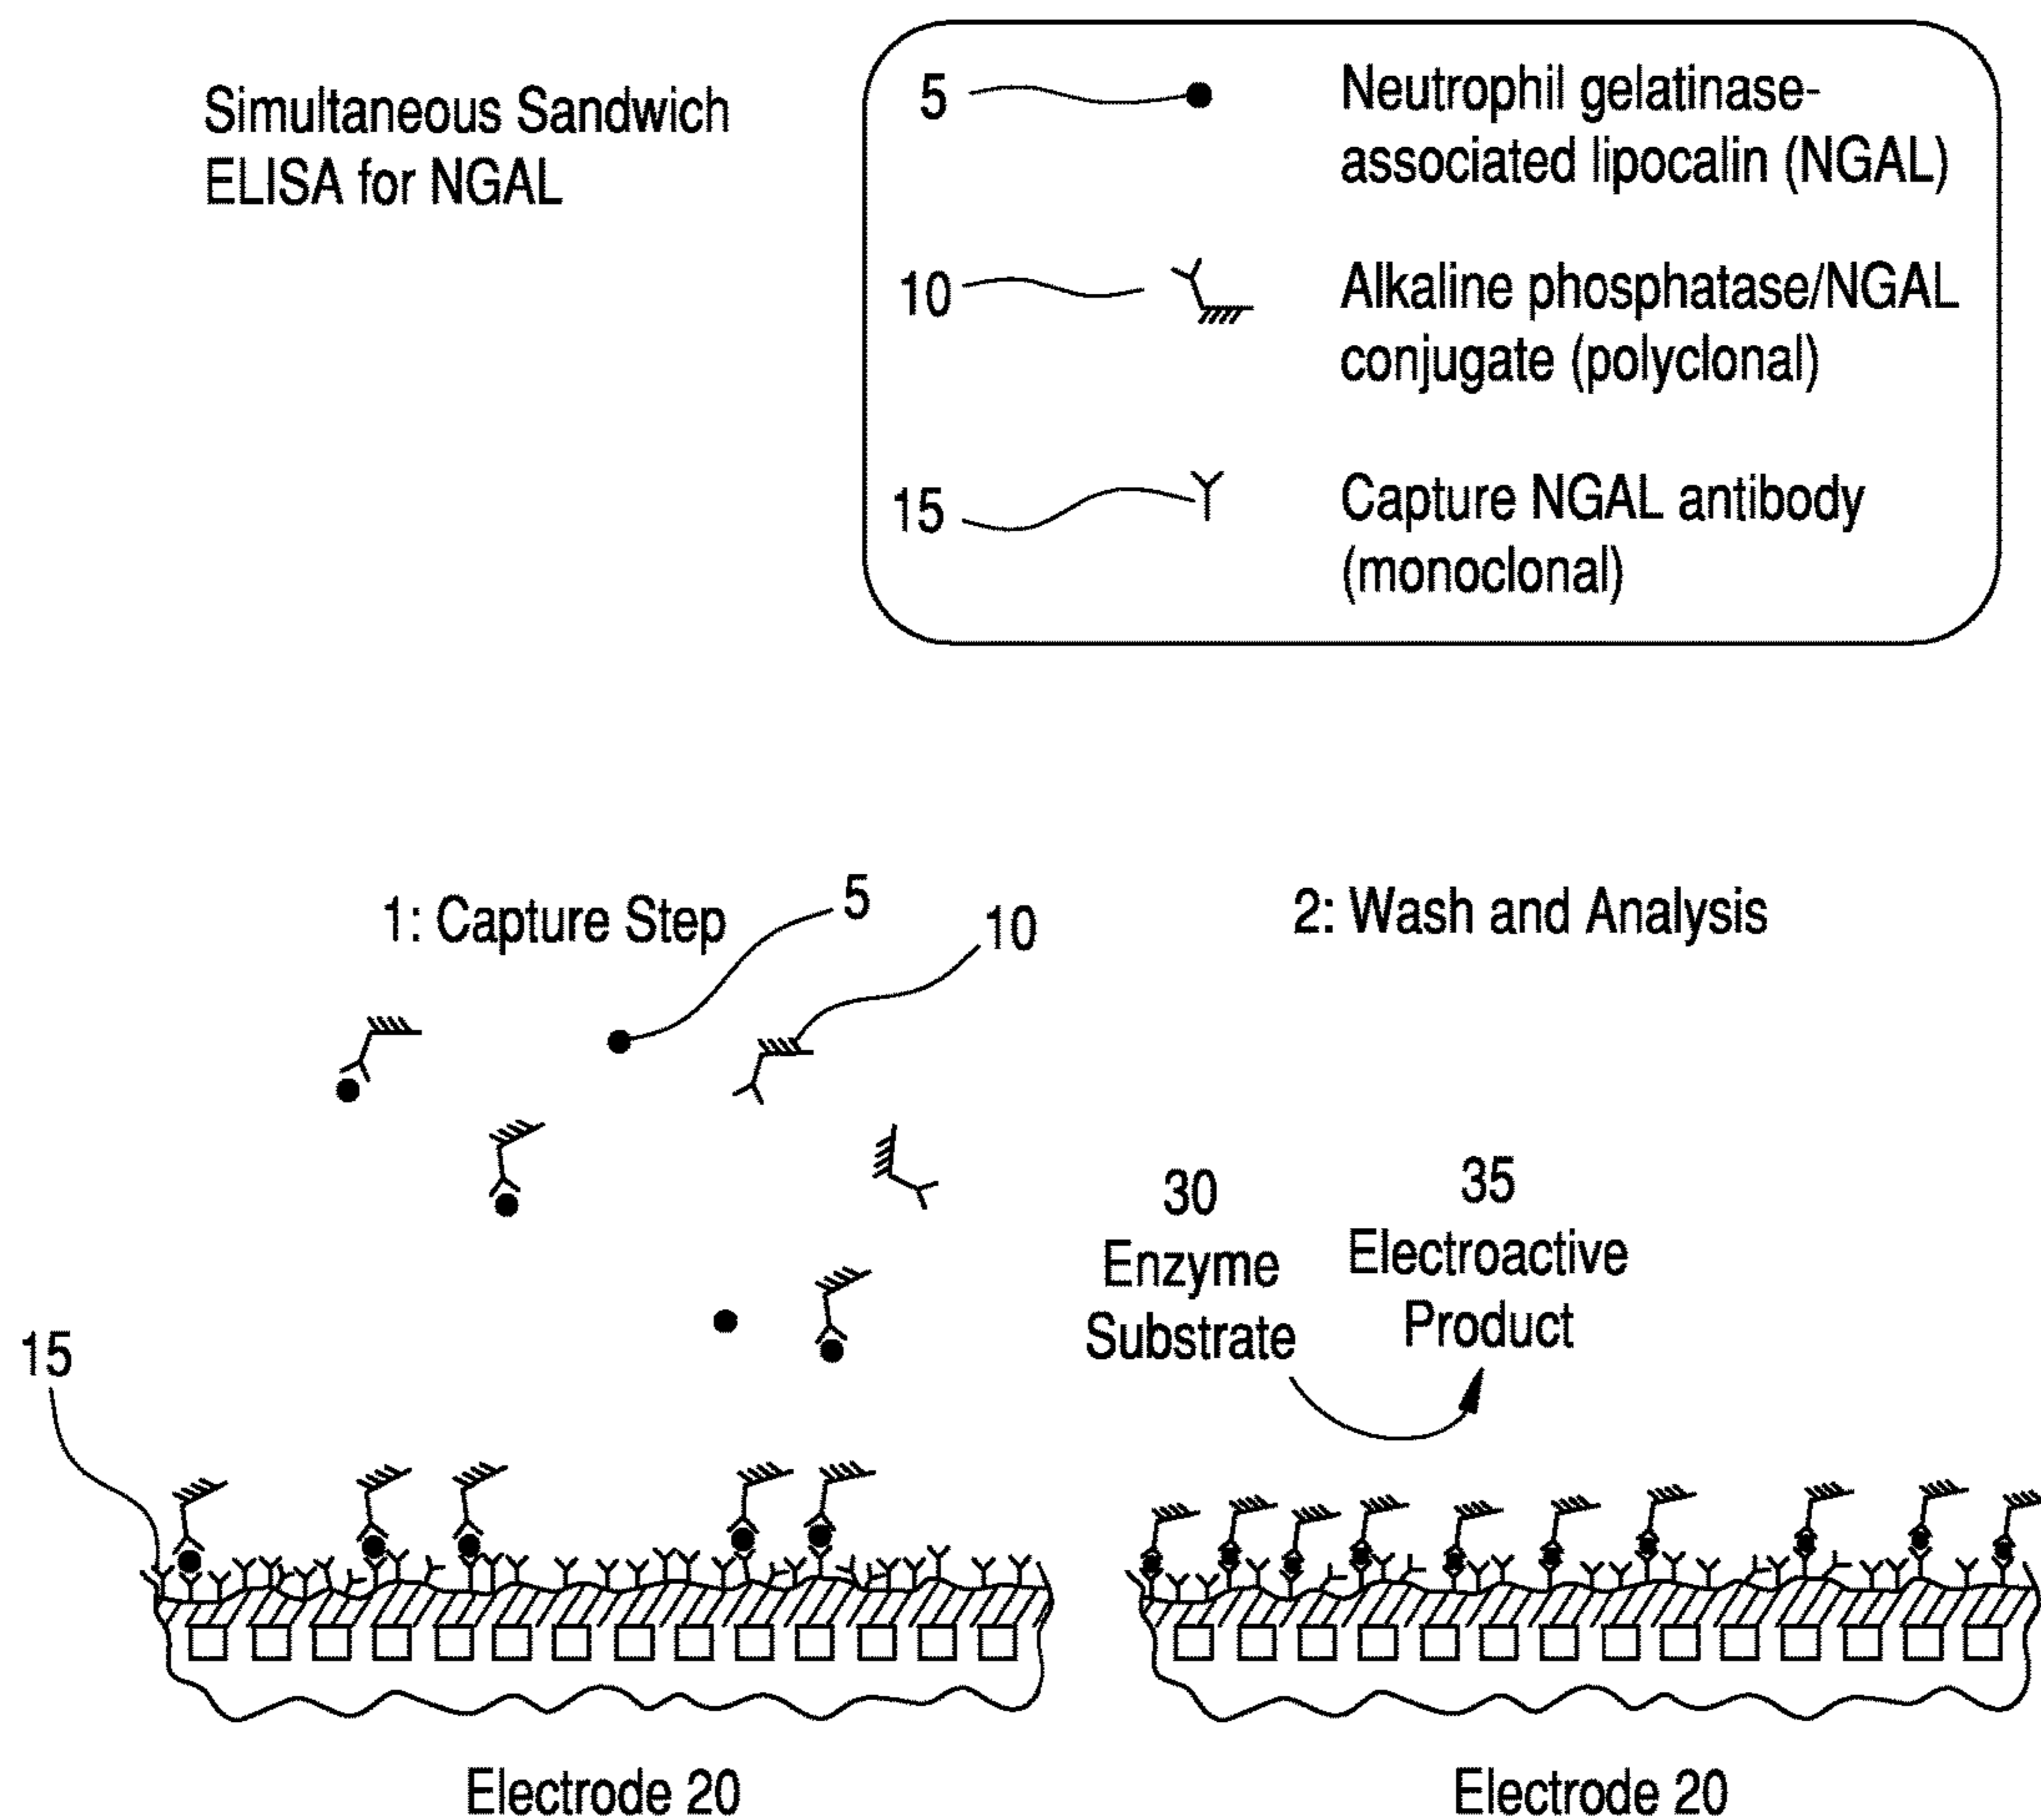 Simultaneous Sandwich
ELISA for NGAL
5
Neutrophil gelatinase-
associated lipocalin (NGAL)
10
Alkaline phosphatase/NGAL
conjugate (polyclonal)
15
Capture NGAL antibody
(monoclonal)
1: Capture Step
5
10
15
Electrode 20
2: Wash and Analysis
30
Enzyme
Substrate
35
Electroactive
Product
Electrode 20